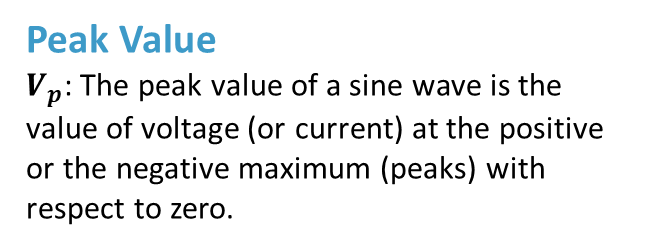 Peak Value
Vp: The peak value of a sine wave is the
value of voltage (or current) at the positive
or the negative maximum (peaks) with
respect to zero.